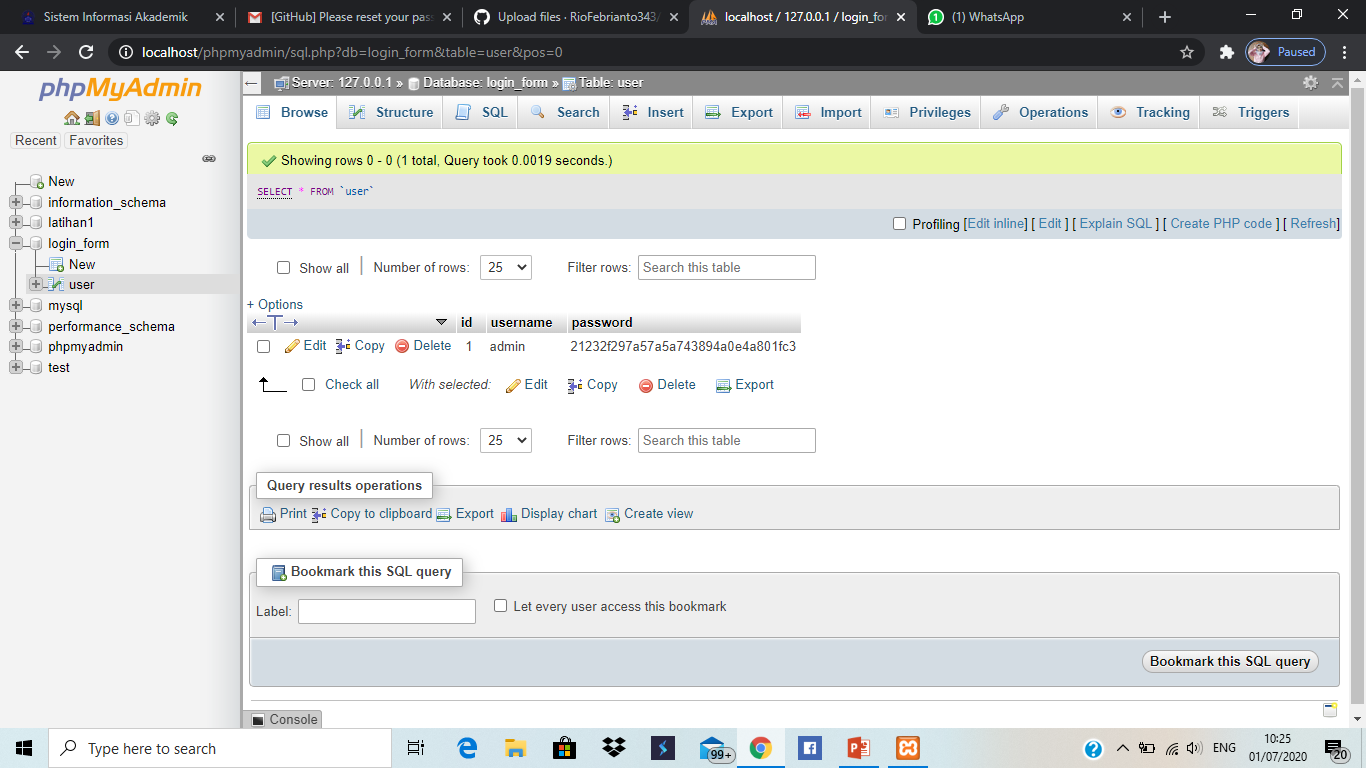 Sistem Informasi Akademik
[GitHub] Please reset your pas
Upload files · RioFebrianto343/
localhost / 127.0.0.1 / login_for
(1) WhatsApp
localhost/phpmyadmin/sql.php?db=login_form&table=user&pos=0
Paused
phpMyAdmin
Recent Favorites
New
information_schema
latihan1
login_form
New
user
mysql
performance_schema
phpmyadmin
test
Server: 127.0.0.1 » Database: login_form » Table: user
Browse Structure SQL Search Insert Export Import Privileges Operations Tracking Triggers
Showing rows 0 - 0 (1 total, Query took 0.0019 seconds.)
SELECT * FROM `user`
Profiling [Edit inline] [ Edit ] [ Explain SQL ] [ Create PHP code ] [ Refresh]
Show all | Number of rows: 25 Filter rows: Search this table
+ Options
←T→ id username password
Edit Copy Delete 1 admin 21232f297a57a5a743894a0e4a801fc3
Check all With selected: Edit Copy Delete Export
Show all | Number of rows: 25 Filter rows: Search this table
Query results operations
Print Copy to clipboard Export Display chart Create view
Bookmark this SQL query
Label: Let every user access this bookmark
Bookmark this SQL query
Console
Type here to search
99+
ENG
10:25
01/07/2020
20